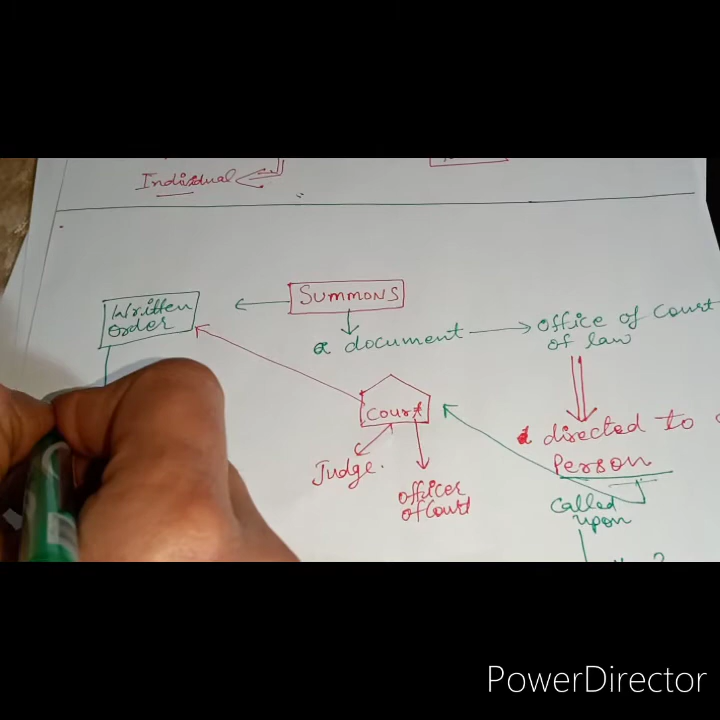 Individual
SUMMONS
Written
order
a document
office of court
of law
Court
directed to
Person
Judge.
officer
of Court
called
upon
PowerDirector